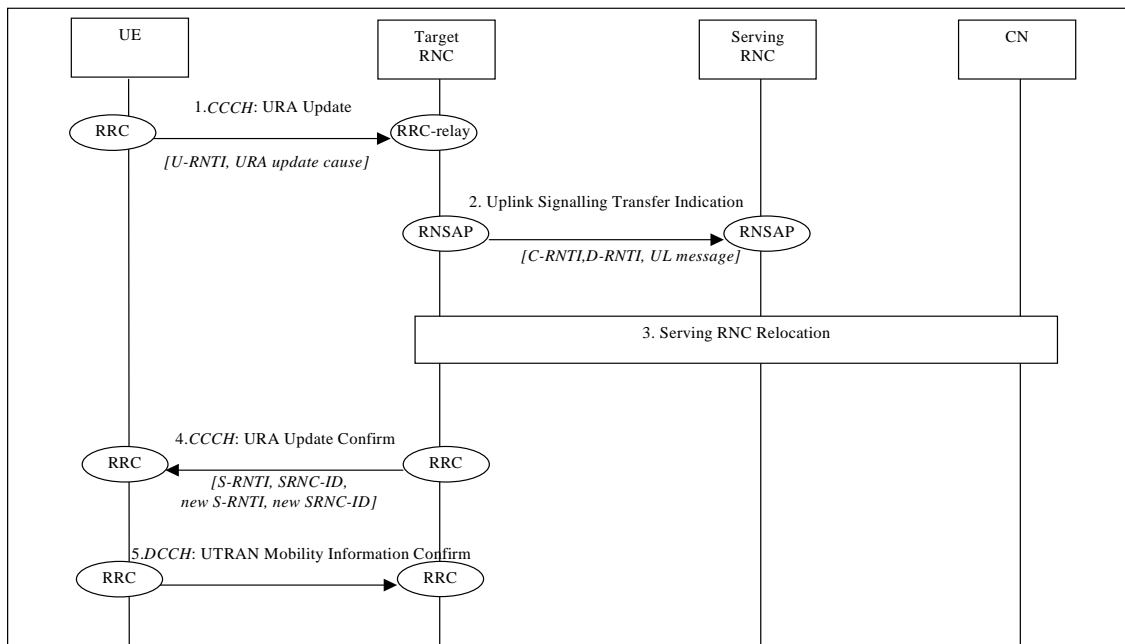 UE
Target
RNC
Serving
RNC
CN
1.CCCH: URA Update
RRC
RRC-relay
[U-RNTI, URA update cause]
2. Uplink Signalling Transfer Indication
RNSAP
RNSAP
[C-RNTI,D-RNTI, UL message]
3. Serving RNC Relocation
4.CCCH: URA Update Confirm
RRC
RRC
[S-RNTI, SRNC-ID,
new S-RNTI, new SRNC-ID]
5.DCCH: UTRAN Mobility Information Confirm
RRC
RRC